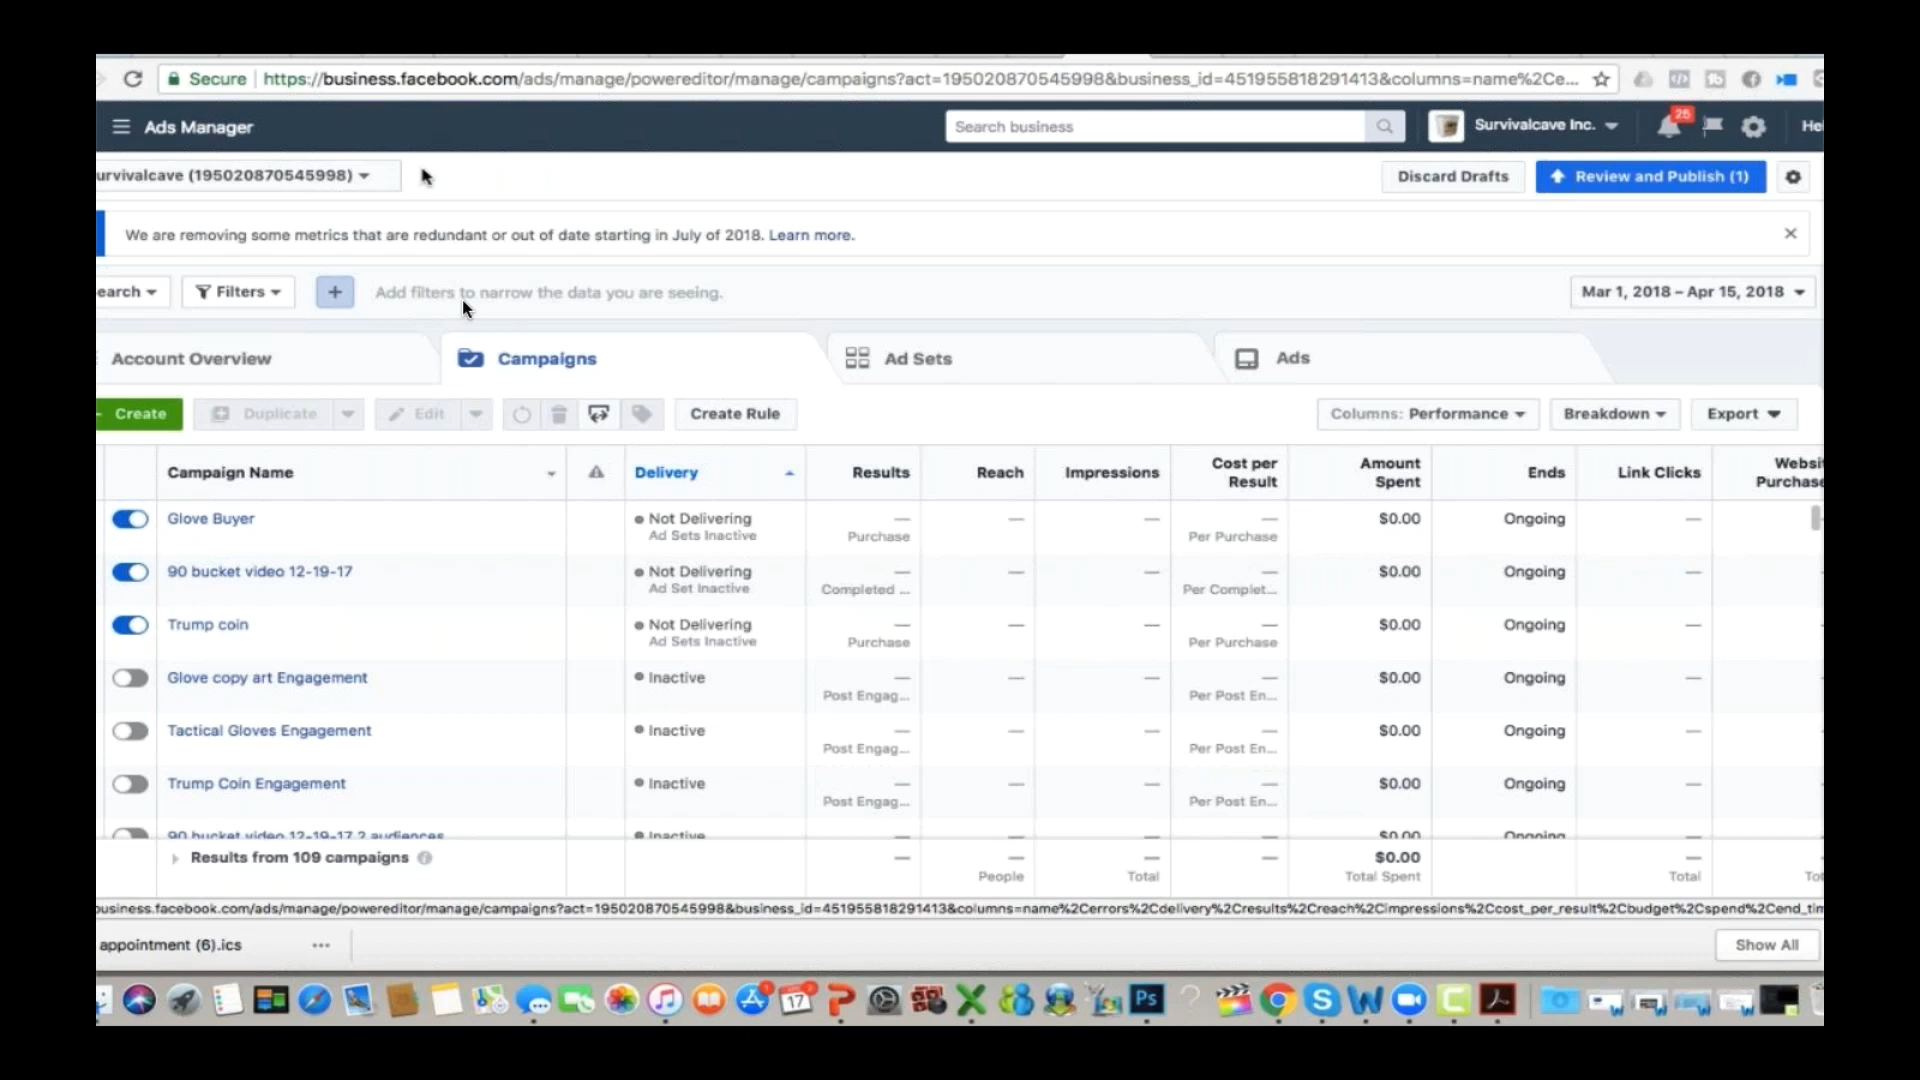 Secure https://business.facebook.com/ads/manage/powereditor/manage/campaigns?act=195020870545998&business_id=451955818291413&columns=name%2Ce...
Ads Manager
Search business
Survivalcave Inc.
25
Hel
urvivalcave (195020870545998)
Discard Drafts
Review and Publish (1)
We are removing some metrics that are redundant or out of date starting in July of 2018. Learn more.
earch
Filters
+
Add filters to narrow the data you are seeing.
Mar 1, 2018 – Apr 15, 2018
Account Overview
Campaigns
Ad Sets
Ads
Create
Duplicate
Edit
Create Rule
Columns: Performance
Breakdown
Export
Campaign Name
Delivery
Results
Reach
Impressions
Cost per
Result
Amount
Spent
Ends
Link Clicks
Websi
Purchase
Glove Buyer
Not Delivering
Ad Sets Inactive
—
Purchase
—
—
—
Per Purchase
$0.00
Ongoing
—
90 bucket video 12-19-17
Not Delivering
Ad Set Inactive
—
Completed ...
—
—
—
Per Complet...
$0.00
Ongoing
—
Trump coin
Not Delivering
Ad Sets Inactive
—
Purchase
—
—
—
Per Purchase
$0.00
Ongoing
—
Glove copy art Engagement
Inactive
—
Post Engag...
—
—
—
Per Post En...
$0.00
Ongoing
—
Tactical Gloves Engagement
Inactive
—
Post Engag...
—
—
—
Per Post En...
$0.00
Ongoing
—
Trump Coin Engagement
Inactive
—
Post Engag...
—
—
—
Per Post En...
$0.00
Ongoing
—
90 bucket video 12-19-17 2 audiences
Inactive
—
—
—
—
$0.00
Ongoing
—
Results from 109 campaigns
—
—
People
—
Total
—
$0.00
Total Spent
—
Total
Tot
business.facebook.com/ads/manage/powereditor/manage/campaigns?act=195020870545998&business_id=451955818291413&columns=name%2Cerrors%2Cdelivery%2Cresults%2Creach%2Cimpressions%2Ccost_per_result%2Cbudget%2Cspend%2Cend_tim
appointment (6).ics
...
Show All
17
Ps